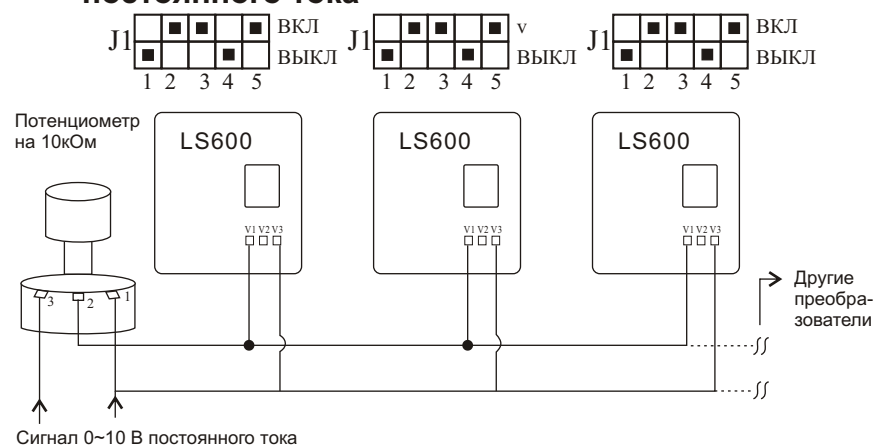 постоянного тока
J1 ВКЛ
ВЫКЛ
1 2 3 4 5
J1 v
ВЫКЛ
1 2 3 4 5
J1 ВКЛ
ВЫКЛ
1 2 3 4 5
Потенциометр
на 10кОм
LS600
V1 V2 V3
LS600
V1 V2 V3
LS600
V1 V2 V3
3 2 1
Другие
преобра-
зователи
Сигнал 0~10 В постоянного тока